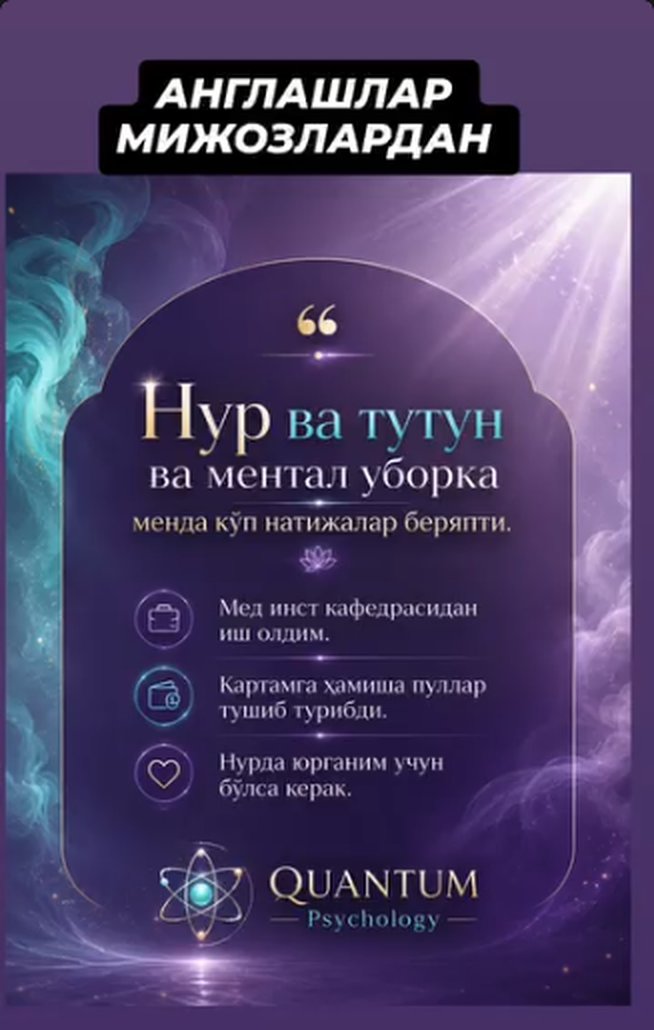 АНГЛАШЛАР
МИЖОЗЛАРДАН
“
Нур ва тутун
ва ментал уборка
менда кўп натижалар беряпти.
Мед инст кафедрасидан
иш олдим.
Картамга ҳамиша пуллар
тушиб турибди.
Нурда юрганим учун
бўлса керак.
QUANTUM
Psychology